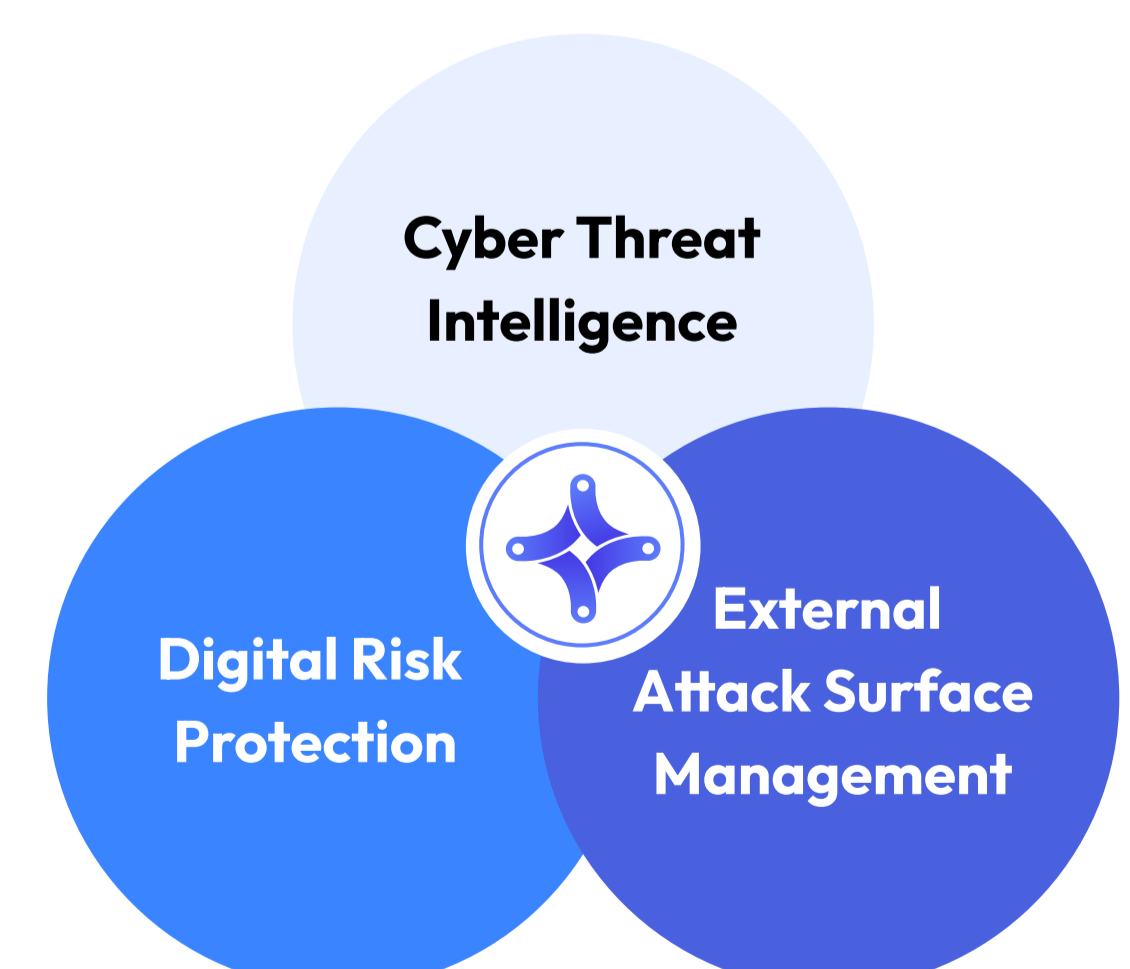 Cyber Threat
Intelligence
Digital Risk
Protection
External
Attack Surface
Management